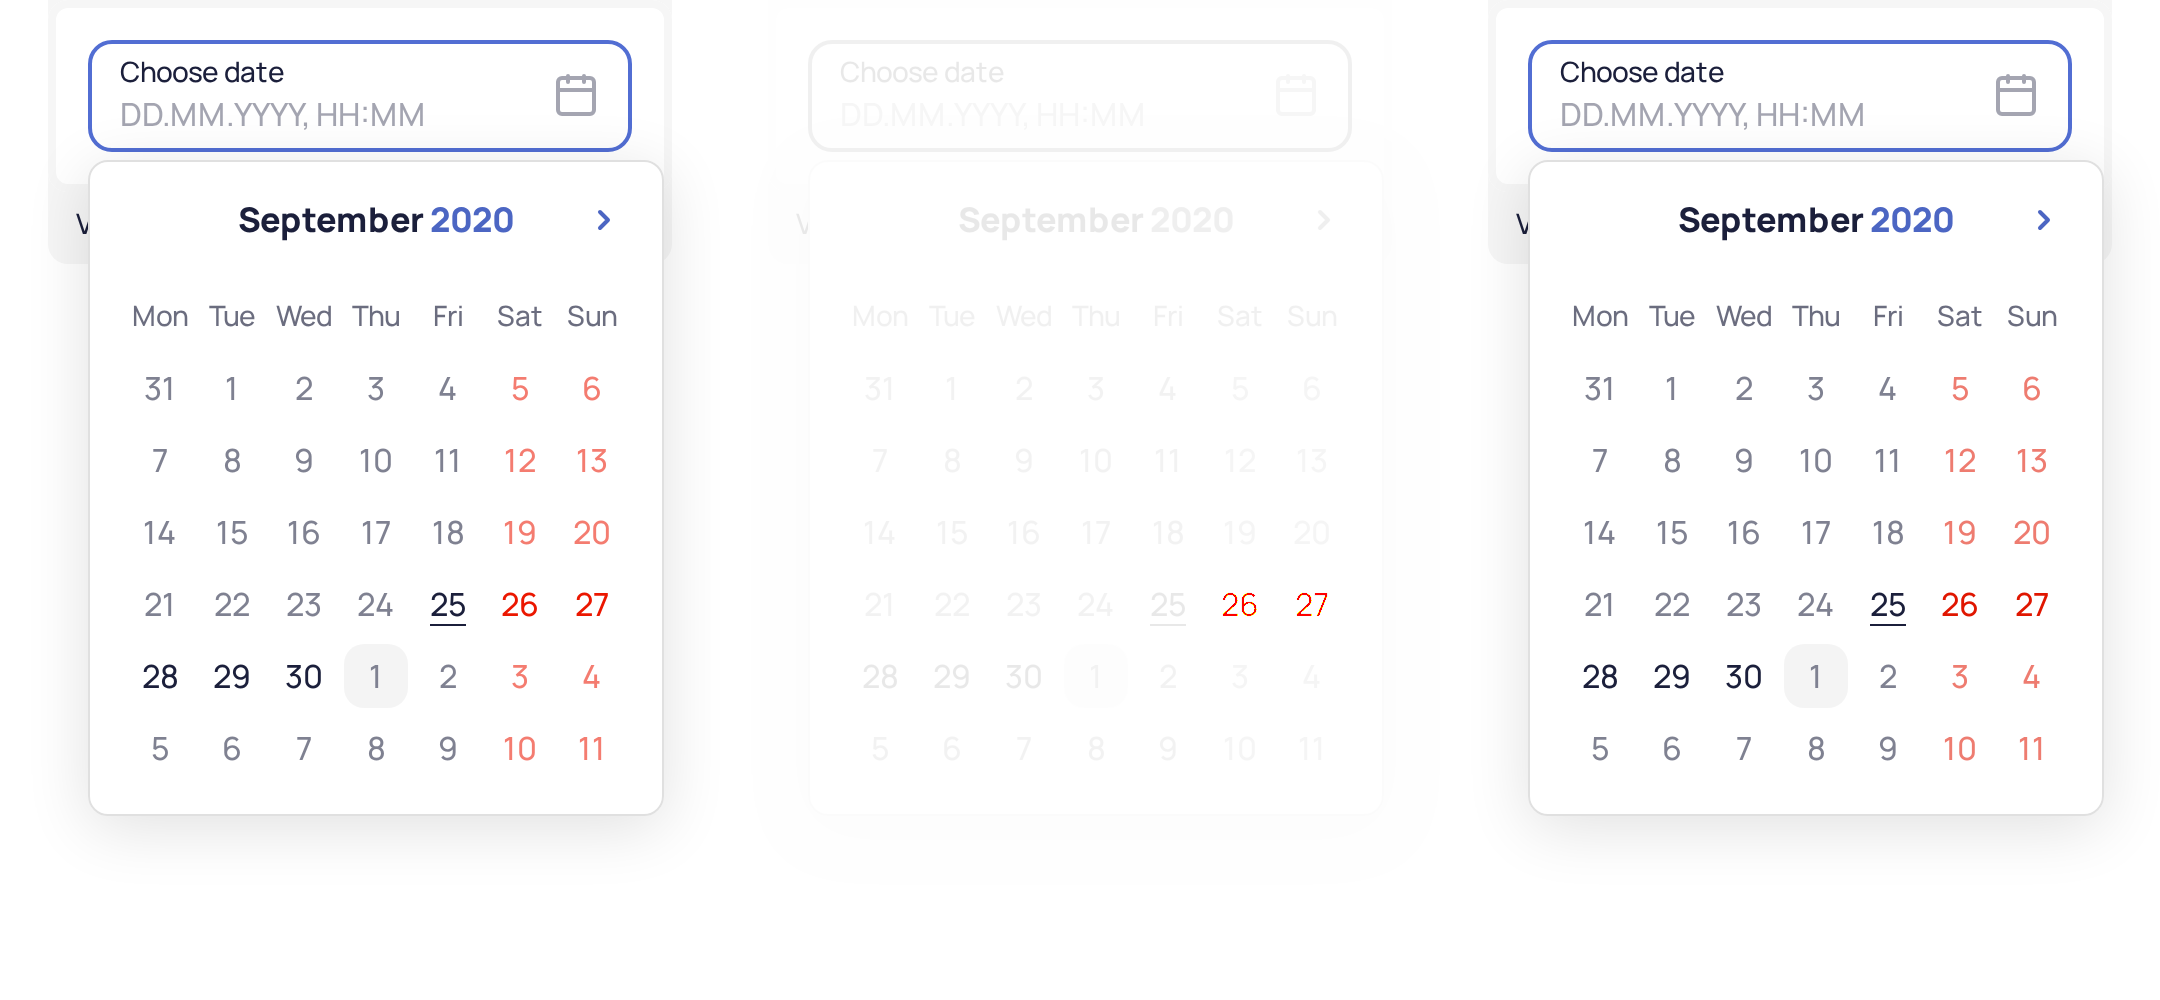 Choose date
DD.MM.YYYY, HH:MM
V
September 2020
Mon Tue Wed Thu Fri Sat Sun
31 1 2 3 4 5 6
7 8 9 10 11 12 13
14 15 16 17 18 19 20
21 22 23 24 25 26 27
28 29 30 1 2 3 4
5 6 7 8 9 10 11
Choose date
DD.MM.YYYY, HH:MM
V
September 2020
Mon Tue Wed Thu Fri Sat Sun
31 1 2 3 4 5 6
7 8 9 10 11 12 13
14 15 16 17 18 19 20
21 22 23 24 25 26 27
28 29 30 1 2 3 4
5 6 7 8 9 10 11
Choose date
DD.MM.YYYY, HH:MM
V
September 2020
Mon Tue Wed Thu Fri Sat Sun
31 1 2 3 4 5 6
7 8 9 10 11 12 13
14 15 16 17 18 19 20
21 22 23 24 25 26 27
28 29 30 1 2 3 4
5 6 7 8 9 10 11